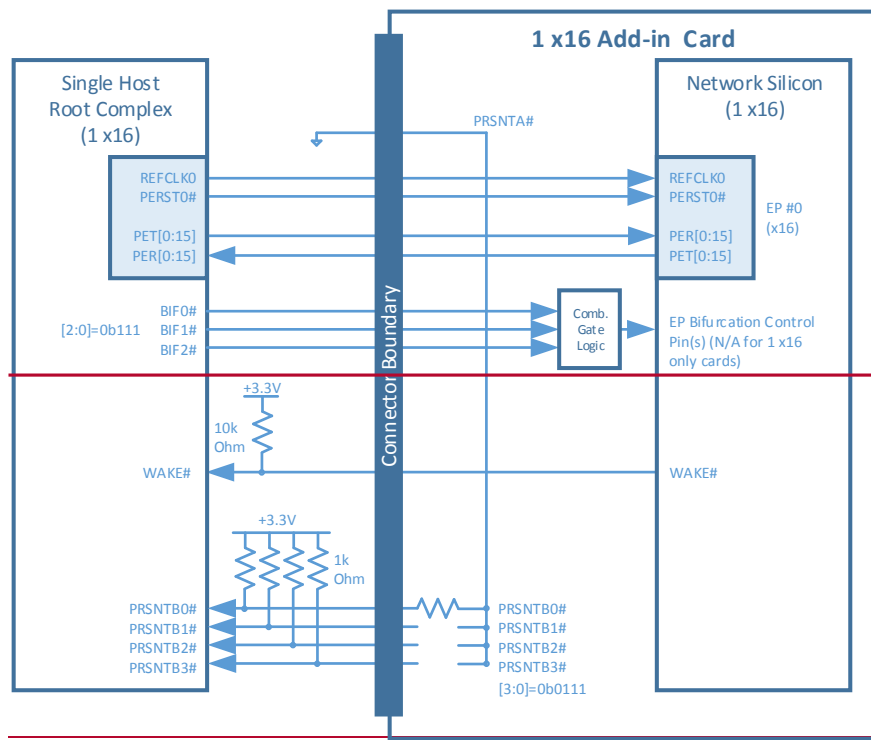 1 x16 Add-in Card
Single Host
Root Complex
(1 x16)
Network Silicon
(1 x16)
PRSNTA#
REFCLK0
PERST0#
PET[0:15]
PER[0:15]
REFCLK0
PERST0#
PER[0:15]
PET[0:15]
EP #0
(x16)
BIF0#
BIF1#
BIF2#
[2:0]=0b111
Comb.
Gate
Logic
EP Bifurcation Control
Pin(s) (N/A for 1 x16
only cards)
Connector Boundary
+3.3V
10k
Ohm
WAKE#
WAKE#
+3.3V
1k
Ohm
PRSNTB0#
PRSNTB1#
PRSNTB2#
PRSNTB3#
PRSNTB0#
PRSNTB1#
PRSNTB2#
PRSNTB3#
[3:0]=0b0111